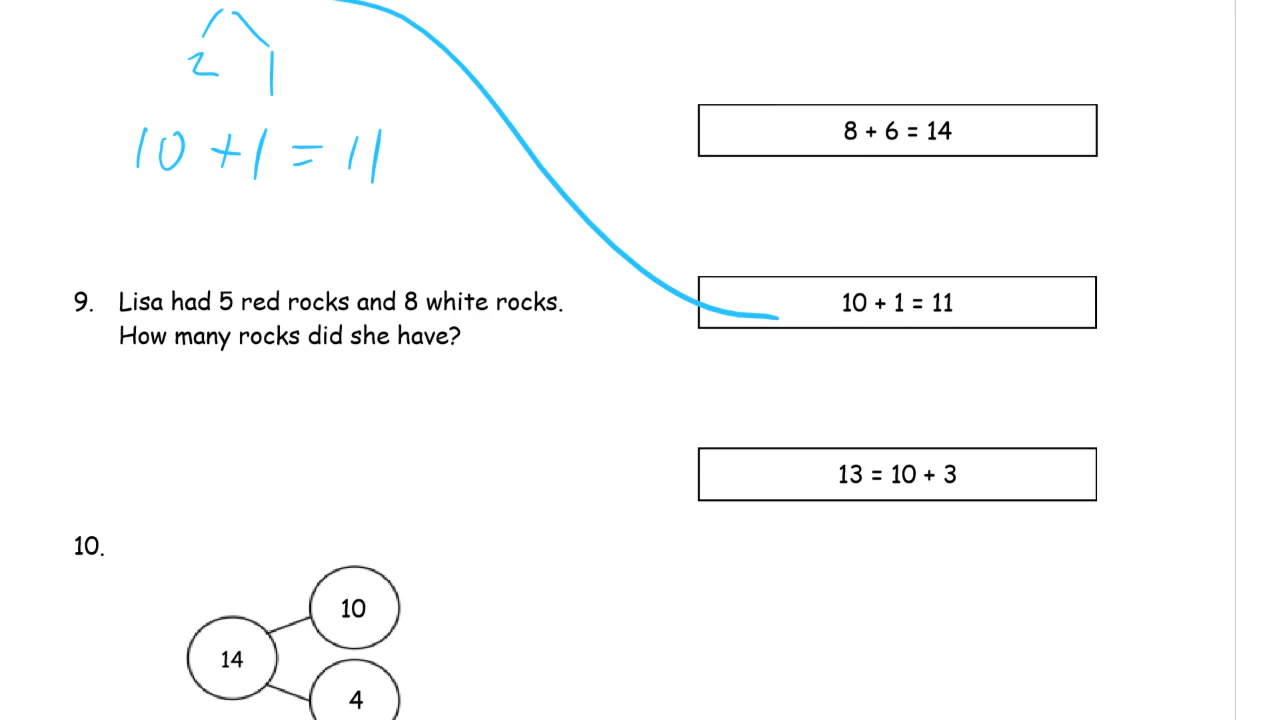 2 1
8 + 6 = 14
10 + 1 = 11
9. Lisa had 5 red rocks and 8 white rocks.
10 + 1 = 11
How many rocks did she have?
13 = 10 + 3
10.
10
14
4